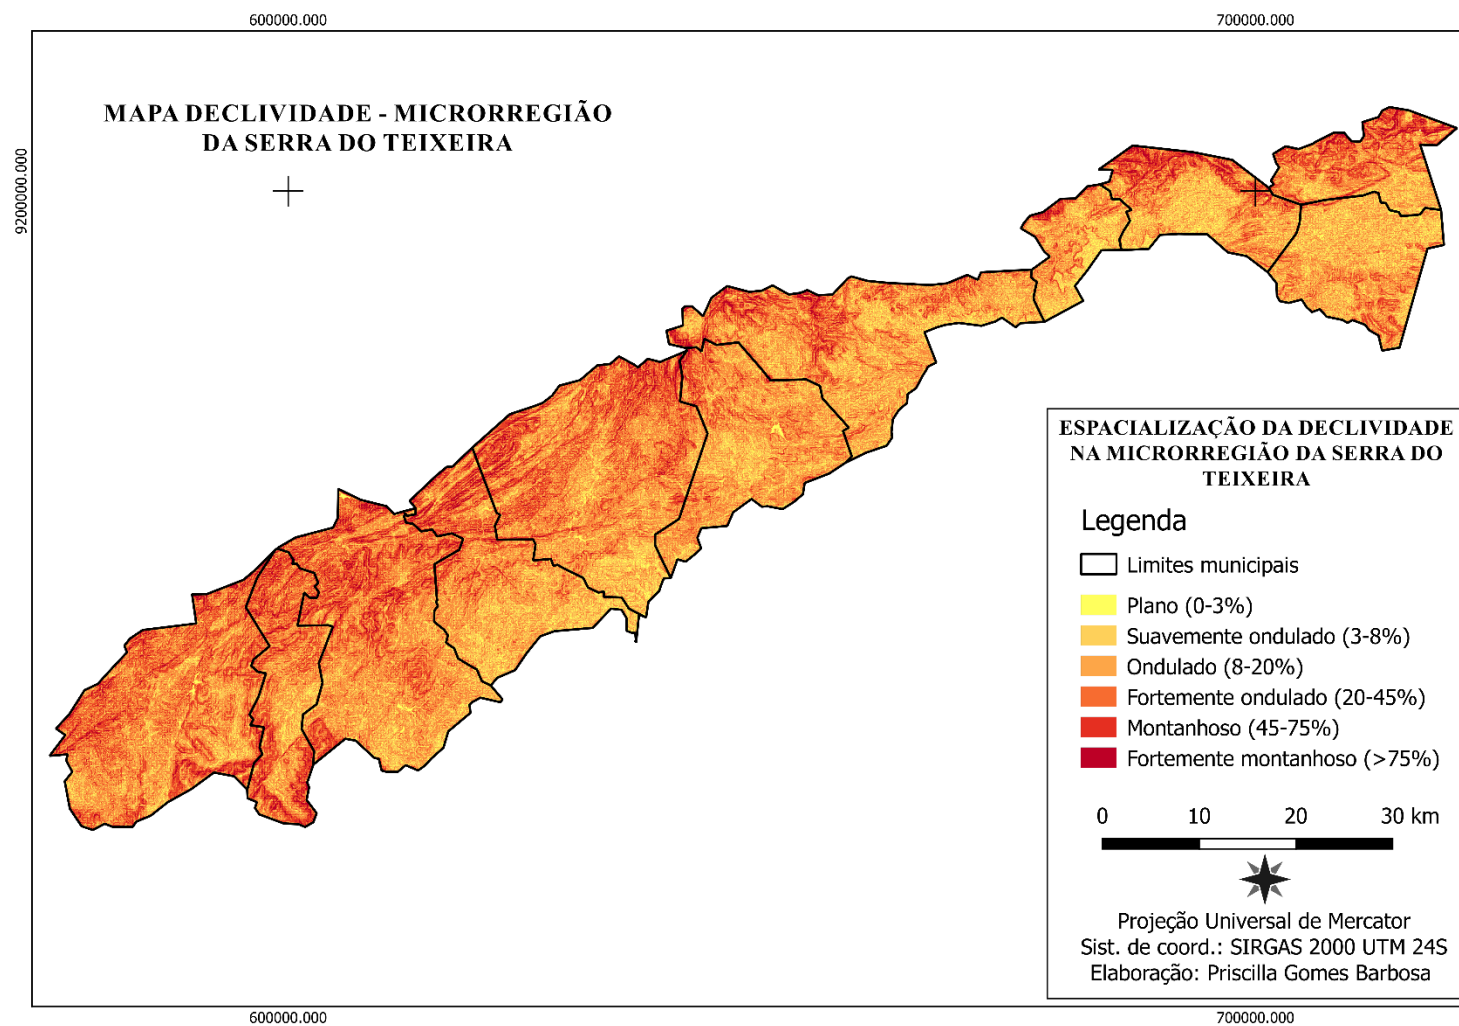 600000.000
700000.000
MAPA DECLIVIDADE - MICRORREGIÃO
DA SERRA DO TEIXEIRA
9200000.000
ESPACIALIZAÇÃO DA DECLIVIDADE
NA MICRORREGIÃO DA SERRA DO
TEIXEIRA
Legenda
Limites municipais
Plano (0-3%)
Suavemente ondulado (3-8%)
Ondulado (8-20%)
Fortemente ondulado (20-45%)
Montanhoso (45-75%)
Fortemente montanhoso (>75%)
0 10 20 30 km
Projeção Universal de Mercator
Sist. de coord.: SIRGAS 2000 UTM 24S
Elaboração: Priscilla Gomes Barbosa
600000.000
700000.000